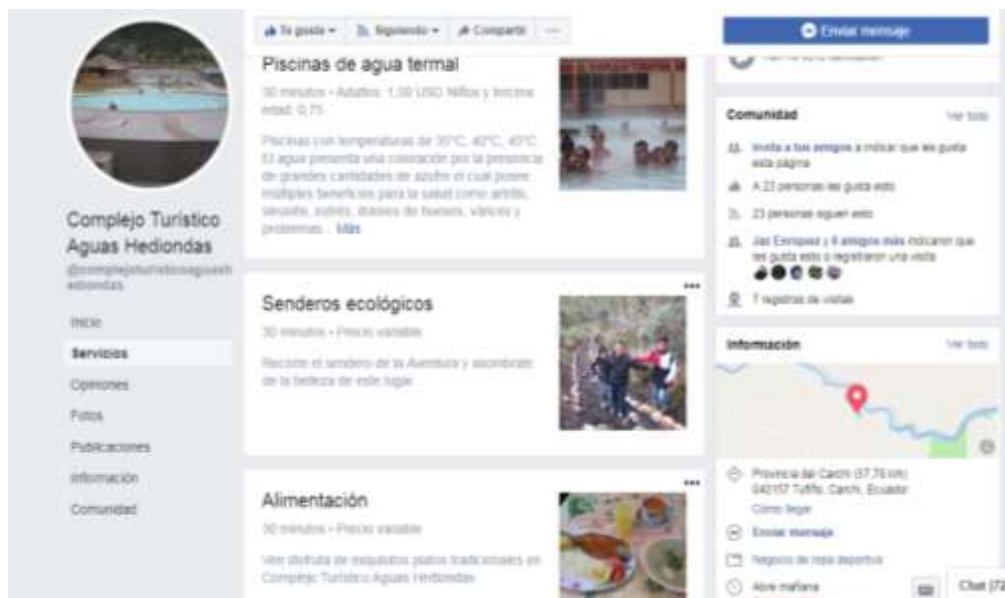 Te gusta
Siguiendo
Compartir
Enviar mensaje
Complejo Turístico
Aguas Hediondas
@complejoturisticoaguash
ediondas
Inicio
Servicios
Opiniones
Fotos
Publicaciones
Información
Comunidad
Piscinas de agua termal
30 minutos • Adultos: 1,00 USD Niños y tercera
edad: 0,75
Piscinas con temperaturas de
El agua presenta una coloración por la presencia
de grandes cantidades de azufre el cual posee
múltiples beneficios para la salud como artritis,
sinusitis, estrés, dolores de huesos, várices y
problemas... Más
Senderos ecológicos
30 minutos • Precio variable
Recorre el sendero de la Aventura y asómbrate
de la belleza de este lugar.
Alimentación
30 minutos • Precio variable
Ven disfruta de exquisitos platos tradicionales en
Complejo Turístico Aguas Hediondas
Comunidad
Ver todo
Invita a tus amigos a indicar que les gusta
esta página
A 23 personas les gusta esto
23 personas siguen esto
Jaz Enriquez y 6 amigos más indicaron que
les gusta esto o registraron una visita
7 registros de visitas
Información
Ver todo
Provincia del Carchi (57,76 km)
040157 Tufiño, Carchi, Ecuador
Cómo llegar
Enviar mensaje
Negocio de ropa deportiva
Abre mañana
Chat (72